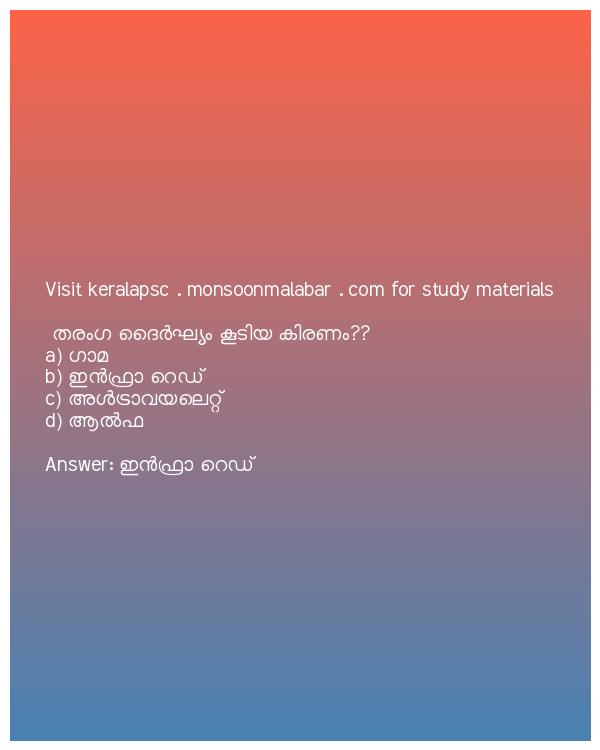 Visit keralapsc . monsoonmalabar . com for study materials
തരംഗ ദൈർഘ്യം കൂടിയ കിരണം??
a) ഗാമ
b) ഇൻഫ്രാ റെഡ്
c) അൾട്രാവയലെറ്റ്
d) ആൽഫ
Answer: ഇൻഫ്രാ റെഡ്